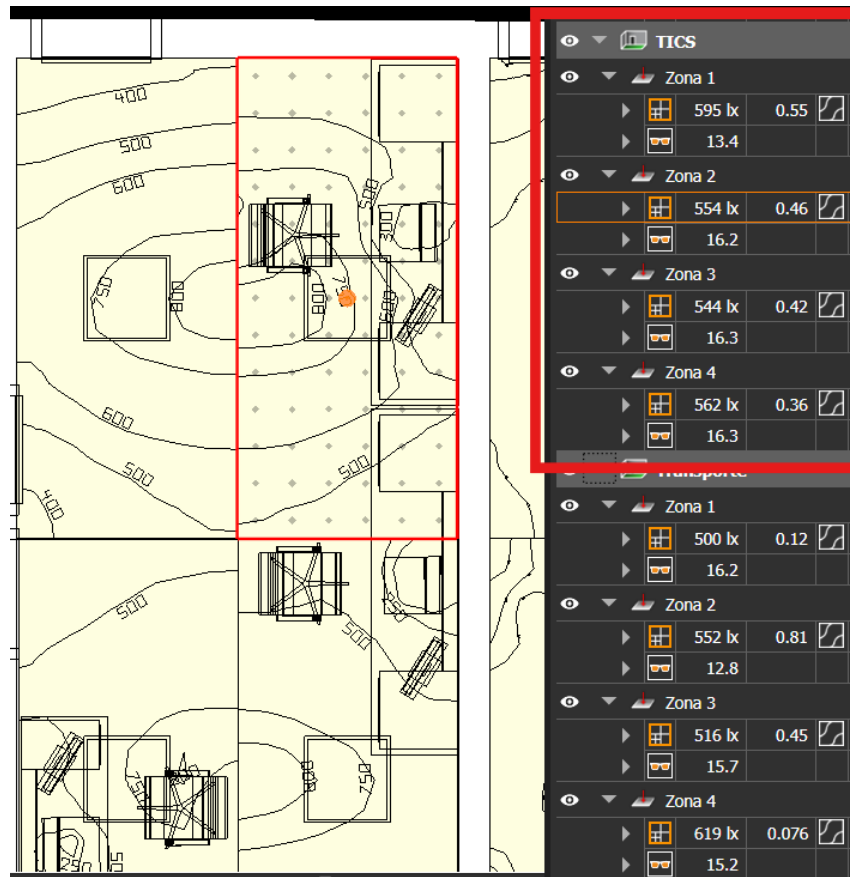 TICS
Zona 1
595 lx 0.55
13.4
Zona 2
554 lx 0.46
16.2
Zona 3
544 lx 0.42
16.3
Zona 4
562 lx 0.36
16.3
Transporte
Zona 1
500 lx 0.12
16.2
Zona 2
552 lx 0.81
12.8
Zona 3
516 lx 0.45
15.7
Zona 4
619 lx 0.076
15.2
400
500
600
500
300
750
800
800
750
600
600
500
500
400
500
500
750